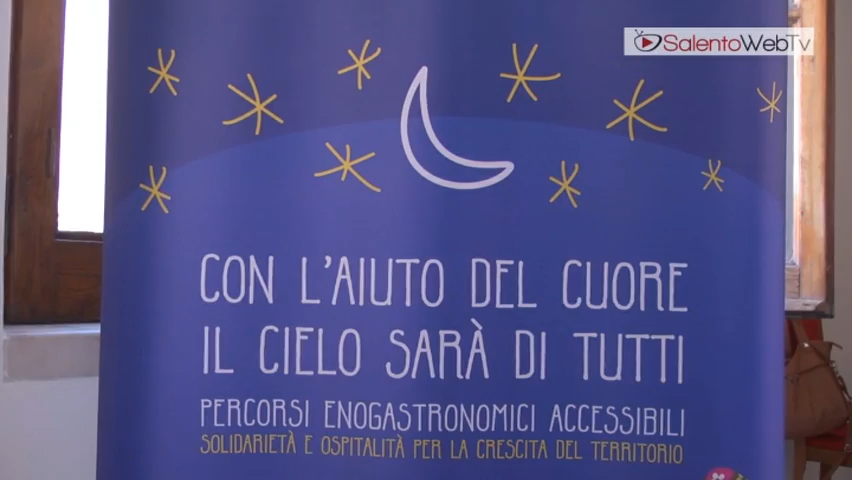 SalentoWebTv
CON L'AIUTO DEL CUORE
IL CIELO SARÀ DI TUTTI
PERCORSI ENOGASTRONOMICI ACCESSIBILI
SOLIDARIETÀ E OSPITALITÀ PER LA CRESCITA DEL TERRITORIO